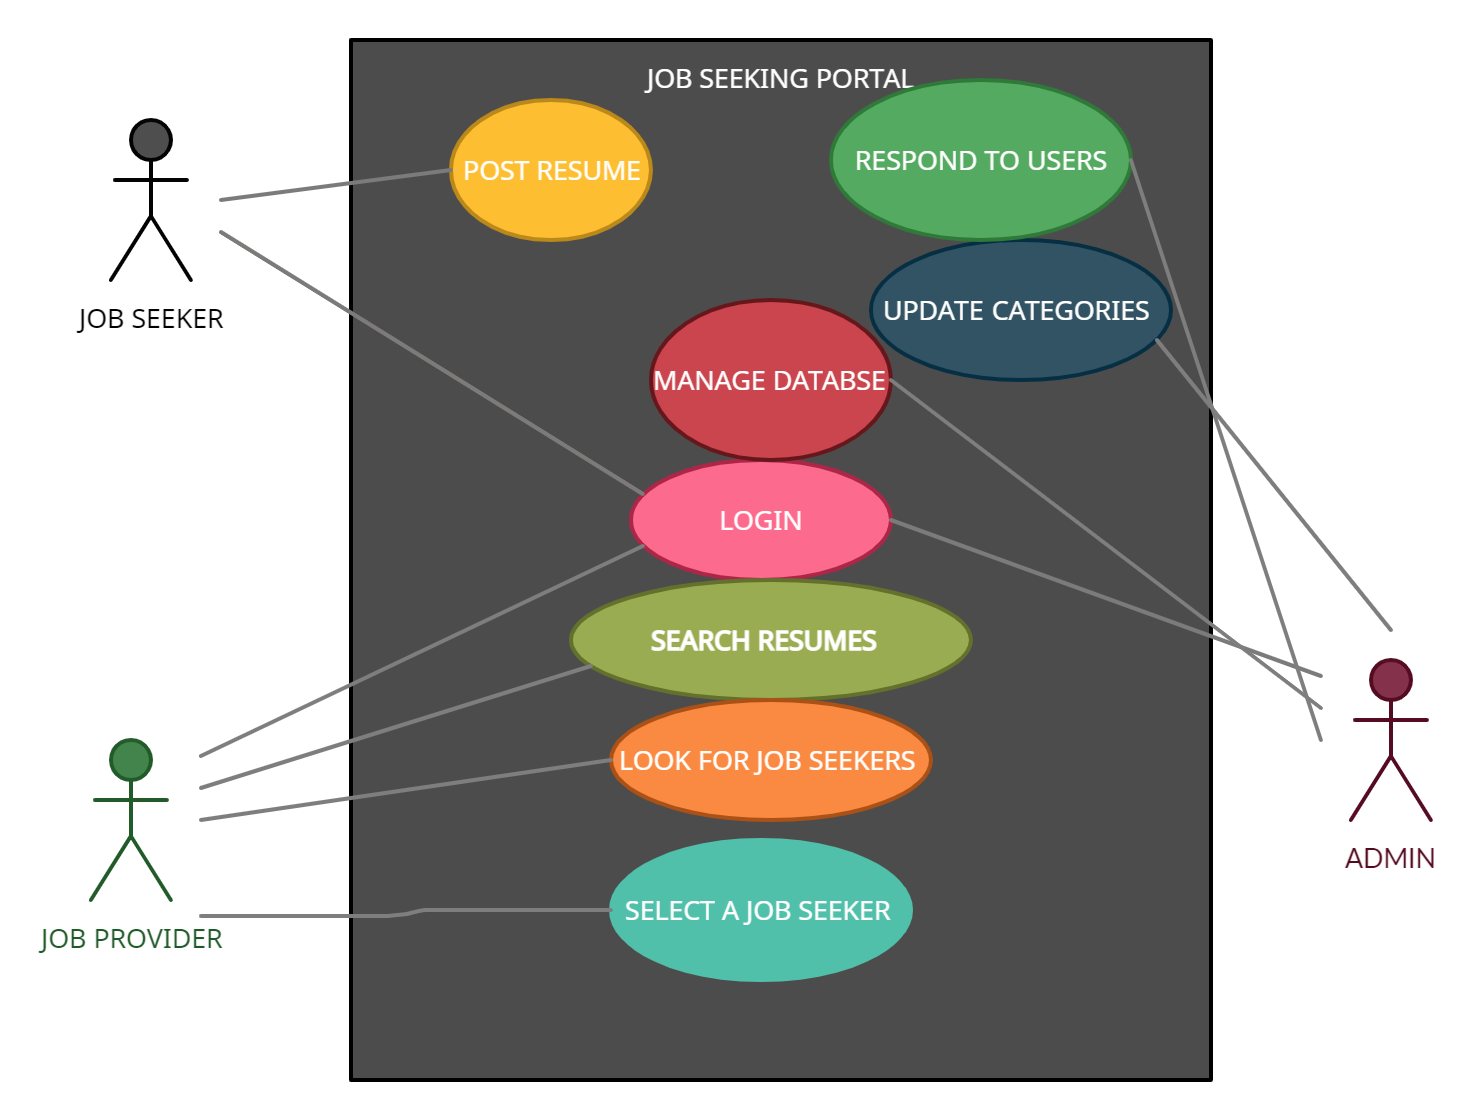 JOB SEEKING PORTAL
POST RESUME
RESPOND TO USERS
JOB SEEKER
UPDATE CATEGORIES
MANAGE DATABSE
LOGIN
SEARCH RESUMES
LOOK FOR JOB SEEKERS
ADMIN
SELECT A JOB SEEKER
JOB PROVIDER